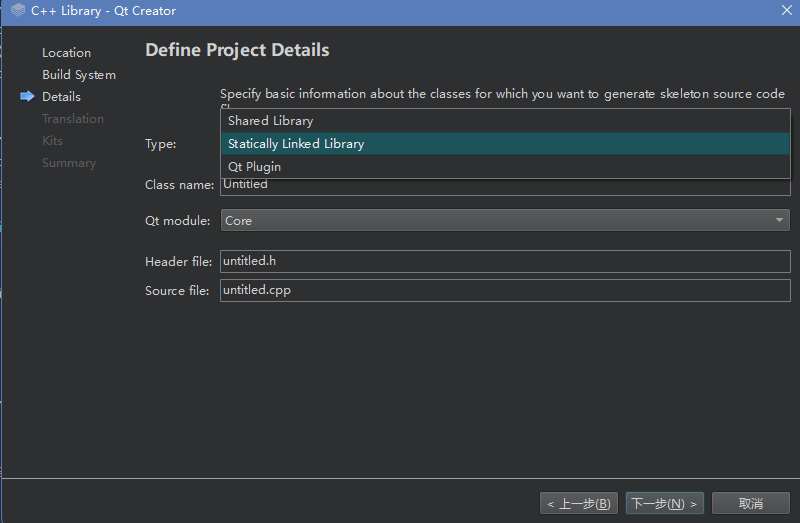 C++ Library - Qt Creator
Location
Build System
Details
Translation
Kits
Summary
Define Project Details
Specify basic information about the classes for which you want to generate skeleton source code
Type:
Shared Library
Statically Linked Library
Qt Plugin
Class name:
Untitled
Qt module:
Core
Header file:
untitled.h
Source file:
untitled.cpp
< 上一步(B)
下一步(N) >
取消